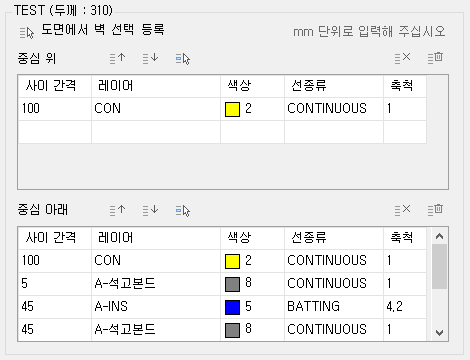 TEST (두께 : 310)
도면에서 벽 선택 등록
mm 단위로 입력해 주십시오
중심 위
사이 간격 레이어 색상 선종류 축척
100 CON 2 CONTINUOUS 1
중심 아래
사이 간격 레이어 색상 선종류 축척
100 CON 2 CONTINUOUS 1
5 A-석고본드 8 CONTINUOUS 1
45 A-INS 5 BATTING 4,2
45 A-석고본드 8 CONTINUOUS 1